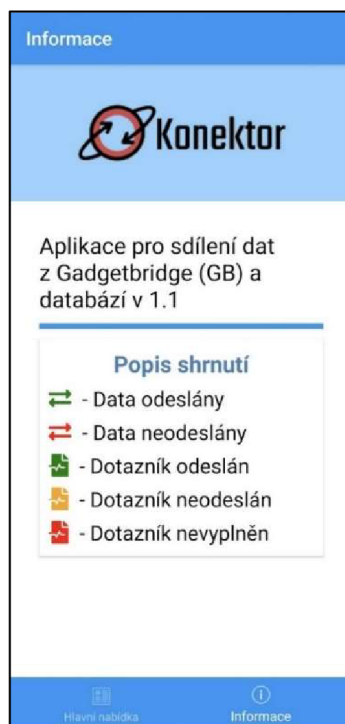 Informace
Konektor
Aplikace pro sdílení dat
z Gadgetbridge (GB) a
databází v 1.1
Popis shrnutí
- Data odeslány
- Data neodeslány
- Dotazník odeslán
- Dotazník neodeslán
- Dotazník nevyplněn
Hlavní nabídka
Informace